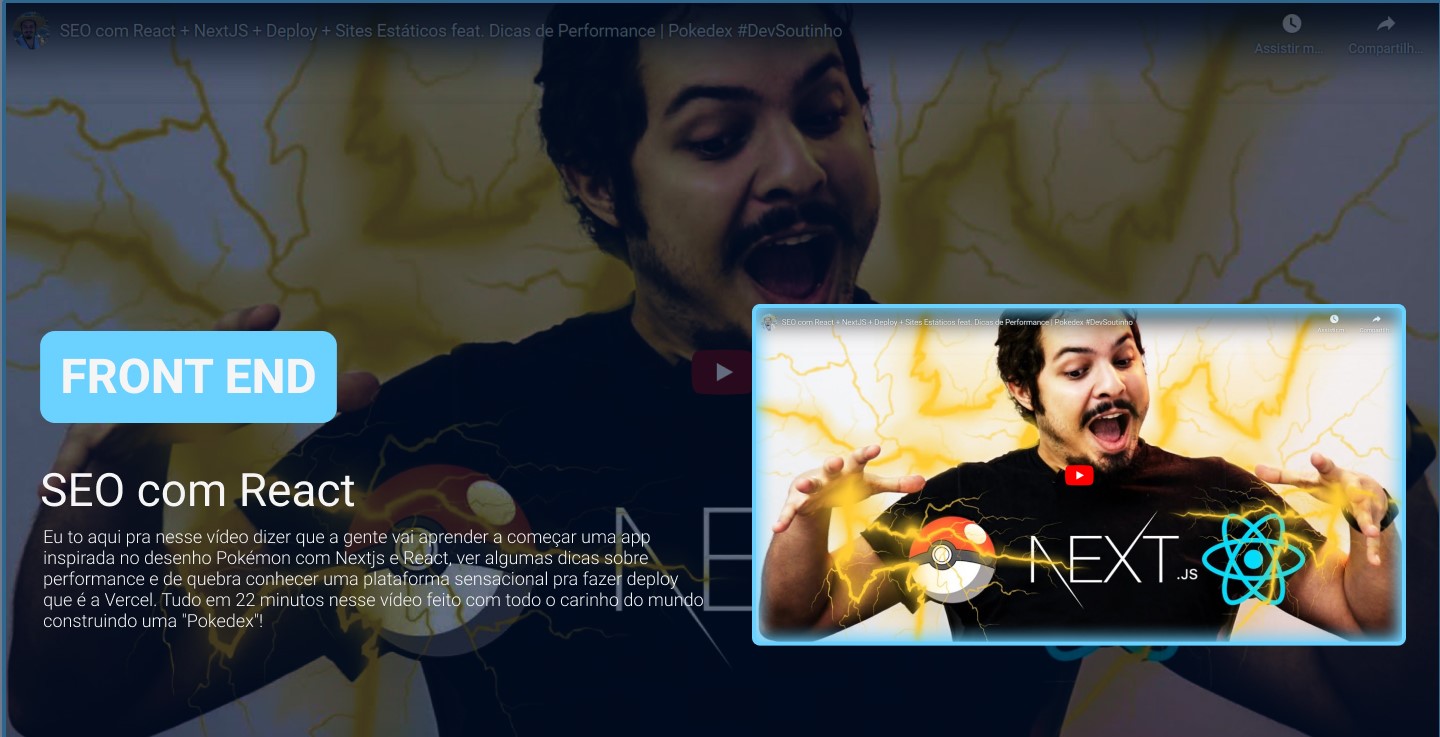 SEO com React + NextJS + Deploy + Sites Estáticos feat. Dicas de Performance | Pokedex #DevSoutinho
Assistir m...
Compartilh...
SEO com React + NextJS + Deploy + Sites Estáticos feat. Dicas de Performance | Pokedex #DevSoutinho
FRONT END
SEO com React
Eu to aqui pra nesse vídeo dizer que a gente vai aprender a começar uma app
inspirada no desenho Pokémon com Nextjs e React, ver algumas dicas sobre
performance e de quebra conhecer uma plataforma sensacional pra fazer deploy
que é a Vercel. Tudo em 22 minutos nesse vídeo feito com todo o carinho do mundo
construindo uma "Pokedex"!
NE
NEXT.JS